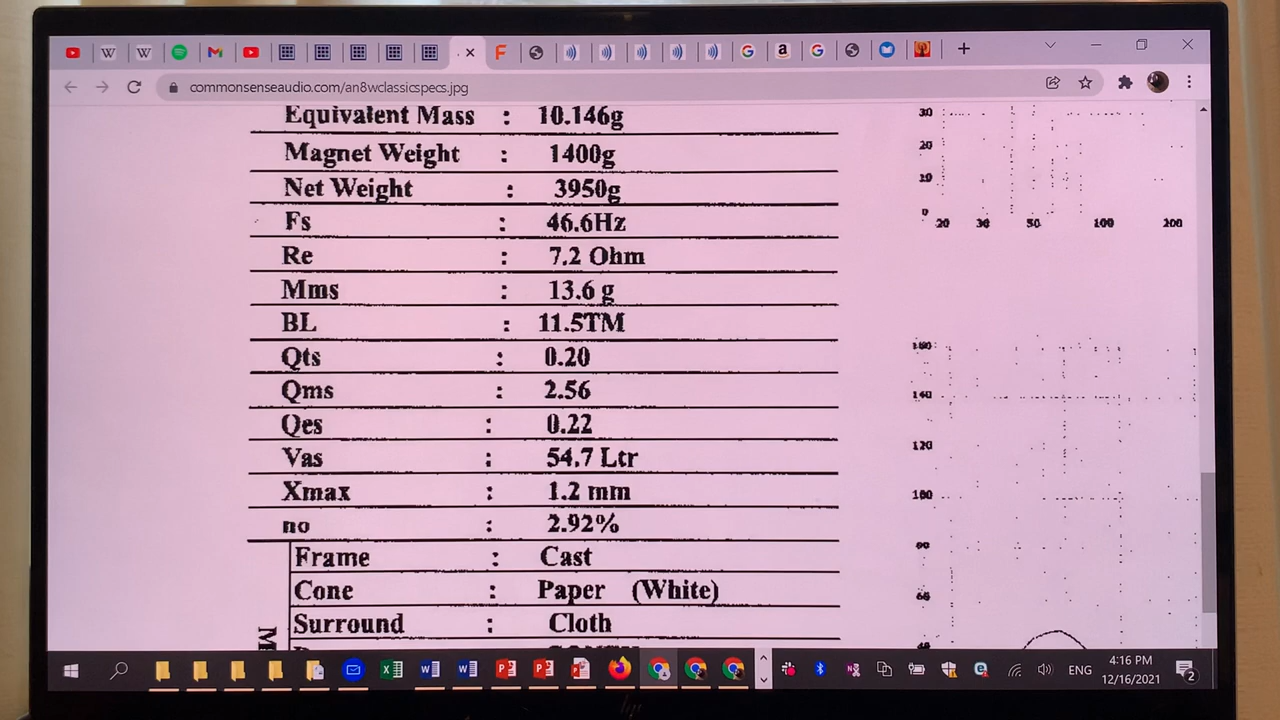 commonsenseaudio.com/an8wclassicspecs.jpg
Equivalent Mass : 10.146g
Magnet Weight : 1400g
Net Weight : 3950g
Fs : 46.6Hz
Re : 7.2 Ohm
Mms : 13.6 g
BL : 11.5TM
Qts : 0.20
Qms : 2.56
Qes : 0.22
Vas : 54.7 Ltr
Xmax : 1.2 mm
no : 2.92%
Frame : Cast
Cone : Paper (White)
Surround : Cloth
30
20
10
0
20 30 50 100 200
160
140
120
100
ENG
4:16 PM
12/16/2021
2
hp